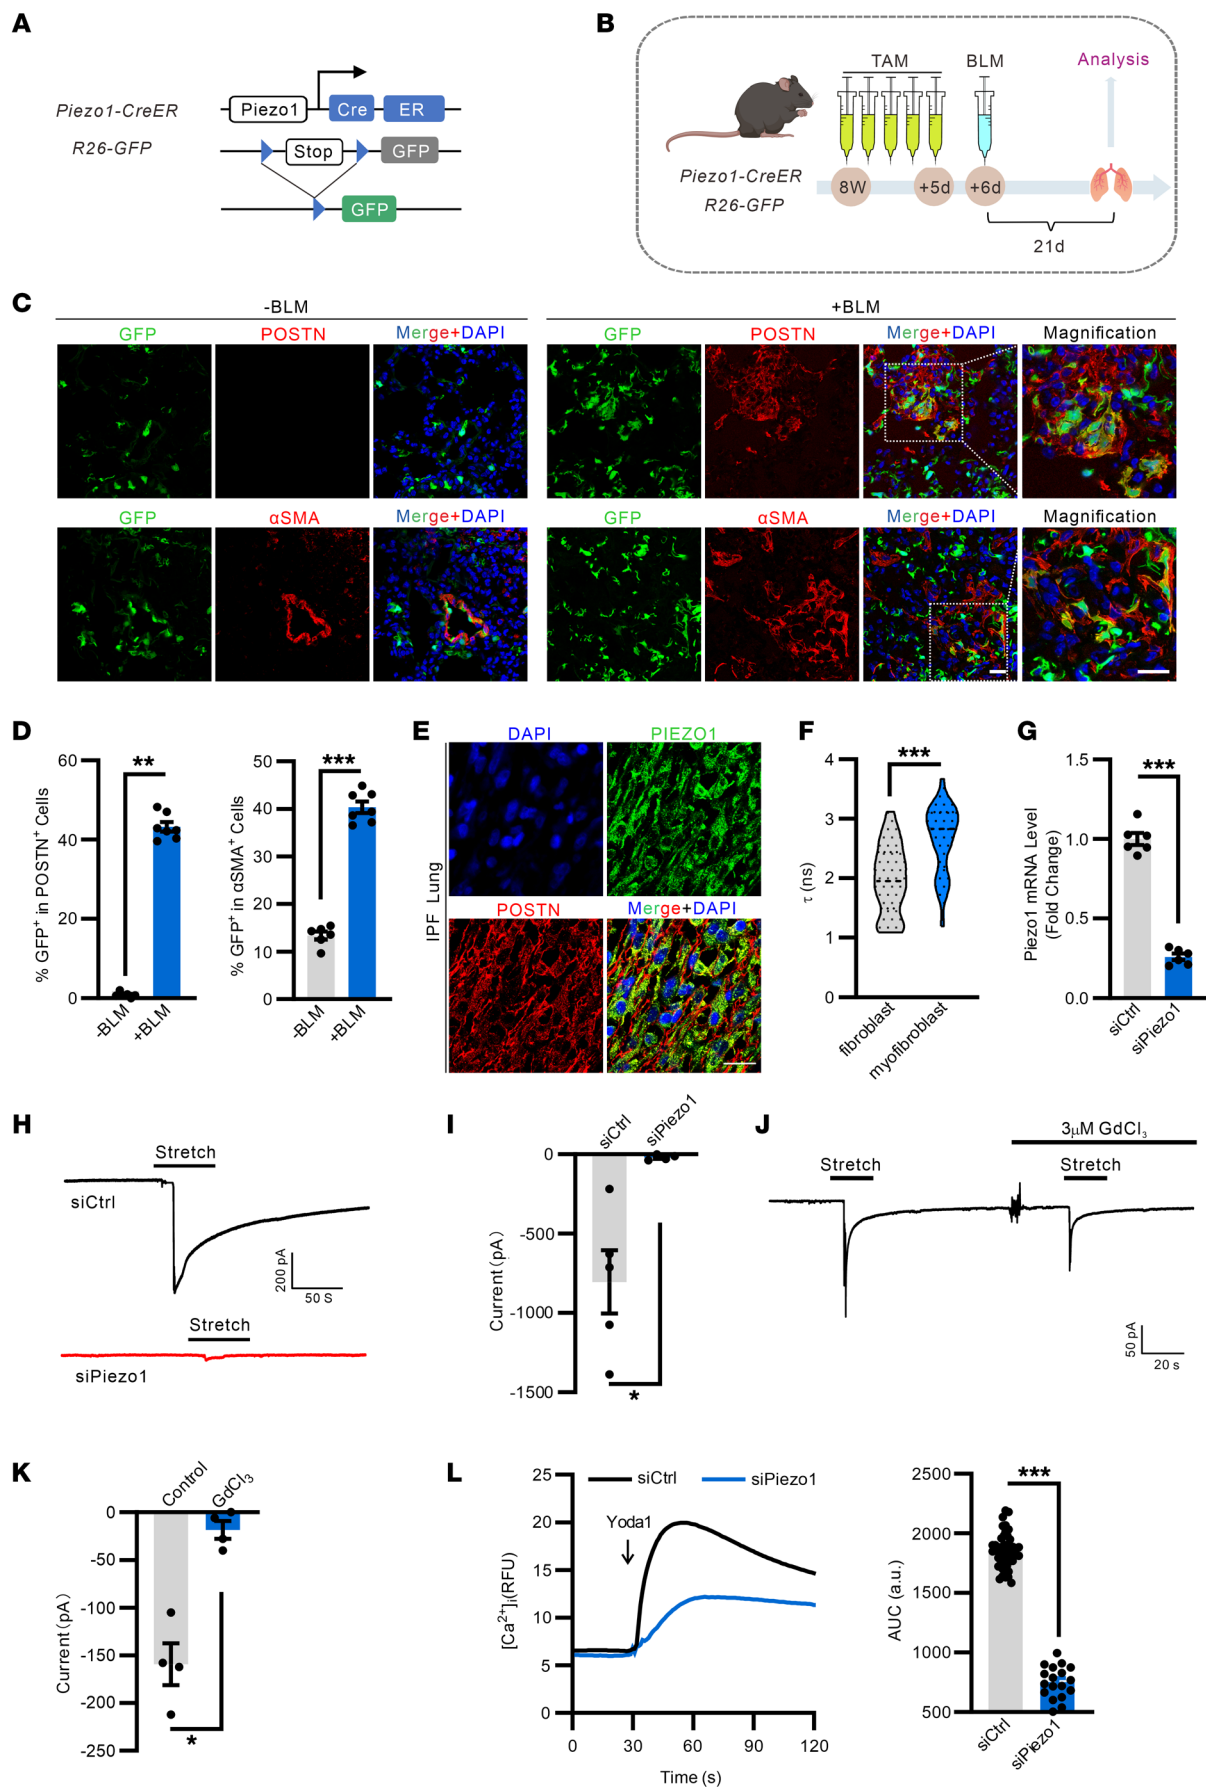 A
Piezo1-CreER
Piezo1
Cre
ER
R26-GFP
Stop
GFP
GFP
B
TAM
BLM
Analysis
Piezo1-CreER
R26-GFP
8W
+5d
+6d
21d
C
-BLM
+BLM
GFP
POSTN
Merge+DAPI
GFP
POSTN
Merge+DAPI
Magnification
GFP
αSMA
Merge+DAPI
GFP
αSMA
Merge+DAPI
Magnification
D
% GFP⁺ in POSTN⁺ Cells
60
40
20
0
**
-BLM
+BLM
% GFP⁺ in αSMA⁺ Cells
50
40
30
20
10
0
***
-BLM
+BLM
E
IPF Lung
DAPI
PIEZO1
POSTN
Merge+DAPI
F
τ (ns)
4
3
2
1
0
***
fibroblast
myofibroblast
G
Piezo1 mRNA Level
(Fold Change)
1.5
1.0
0.5
0.0
***
siCtrl
siPiezo1
H
Stretch
siCtrl
200 pA
50 S
Stretch
siPiezo1
I
siCtrl
siPiezo1
Current(pA)
0
-500
-1000
-1500
*
J
3μM GdCl₃
Stretch
Stretch
50 pA
20 s
K
Control
GdCl₃
Current(pA)
0
-50
-100
-150
-200
-250
*
L
siCtrl
siPiezo1
Yoda1
[Ca²⁺]ᵢ(RFU)
25
20
15
10
5
0
0
30
60
90
120
Time (s)
AUC (a.u.)
2500
2000
1500
1000
500
***
siCtrl
siPiezo1